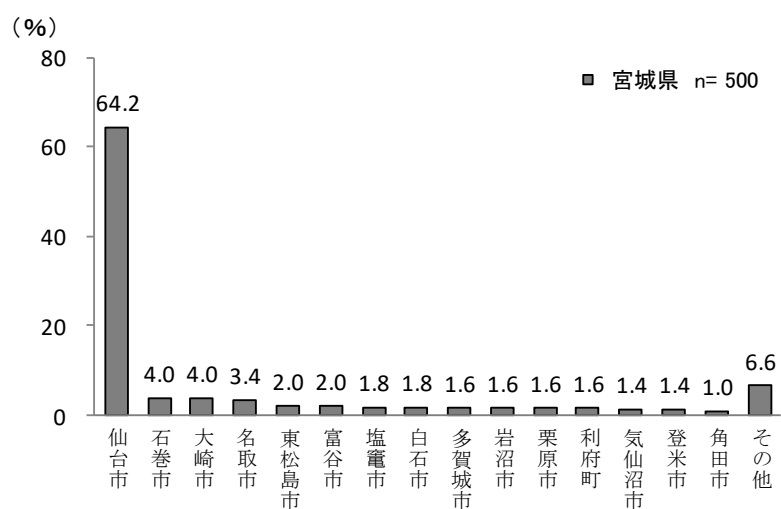 （%）
80
60
40
20
0
宮城県 n= 500
64.2
4.0
4.0
3.4
2.0
2.0
1.8
1.8
1.6
1.6
1.6
1.6
1.4
1.4
1.0
6.6
仙台市
石巻市
大崎市
名取市
東松島市
富谷市
塩竈市
白石市
多賀城市
岩沼市
栗原市
利府町
気仙沼市
登米市
角田市
その他